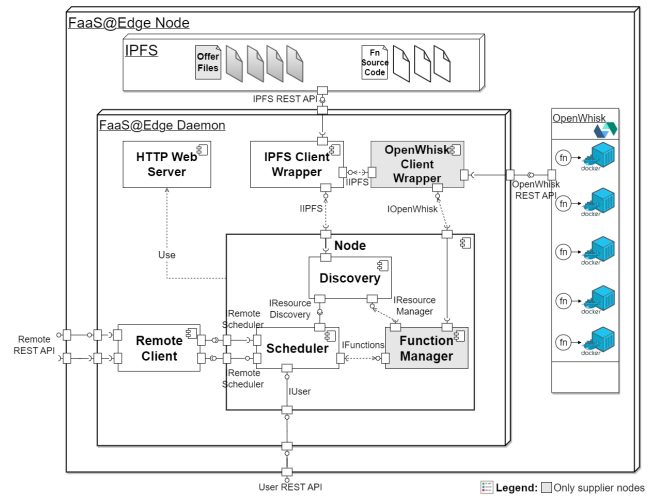 FaaS@Edge Node
IPFS
Offer
Files
Fn
Source
Code
IPFS REST API
FaaS@Edge Daemon
OpenWhisk
HTTP Web
Server
IPFS Client
Wrapper
OpenWhisk
Client
Wrapper
IIPFS
OpenWhisk
REST API
fn
docker
IIPFS
IOpenWhisk
fn
docker
Node
Use
Discovery
fn
docker
IResource
Discovery
IResource
Manager
fn
docker
Remote
Scheduler
Remote
REST API
Remote
Client
Scheduler
IFunctions
Function
Manager
fn
docker
Remote
Scheduler
IUser
User REST API
Legend: Only supplier nodes